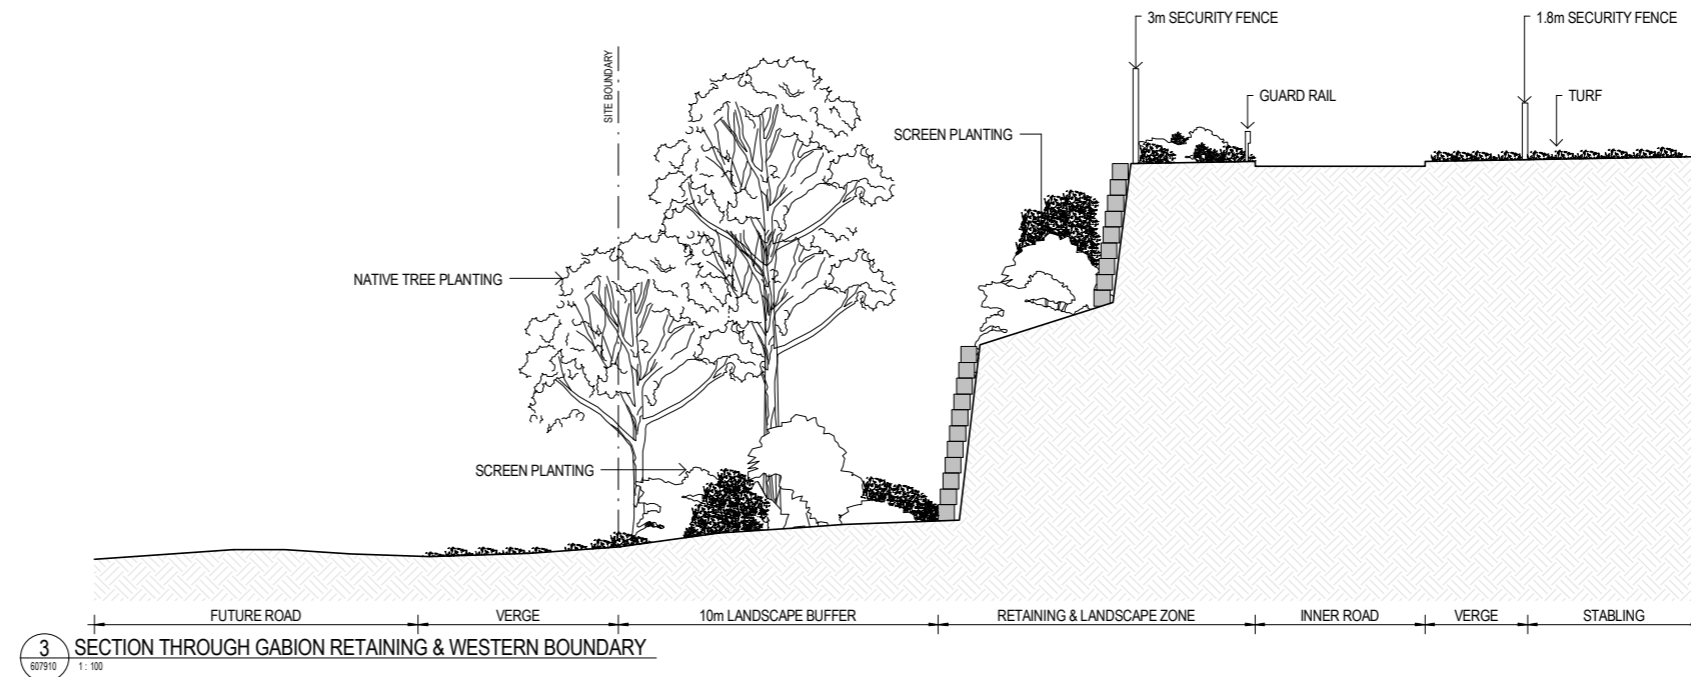 3m SECURITY FENCE
1.8m SECURITY FENCE
SITE BOUNDARY
GUARD RAIL
TURF
SCREEN PLANTING
NATIVE TREE PLANTING
SCREEN PLANTING
FUTURE ROAD
VERGE
10m LANDSCAPE BUFFER
RETAINING & LANDSCAPE ZONE
INNER ROAD
VERGE
STABLING
3
607910
SECTION THROUGH GABION RETAINING & WESTERN BOUNDARY
1 : 100